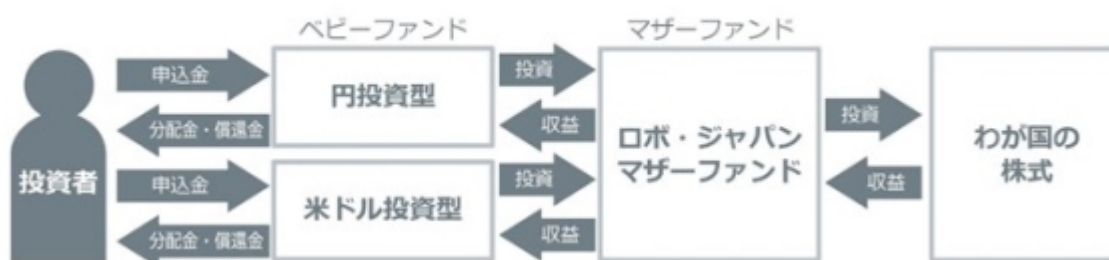 ベビーファンド
マザーファンド
投資者
申込金
分配金・償還金
申込金
分配金・償還金
円投資型
米ドル投資型
投資
収益
投資
収益
ロボ・ジャパン
マザーファンド
投資
収益
わが国の
株式